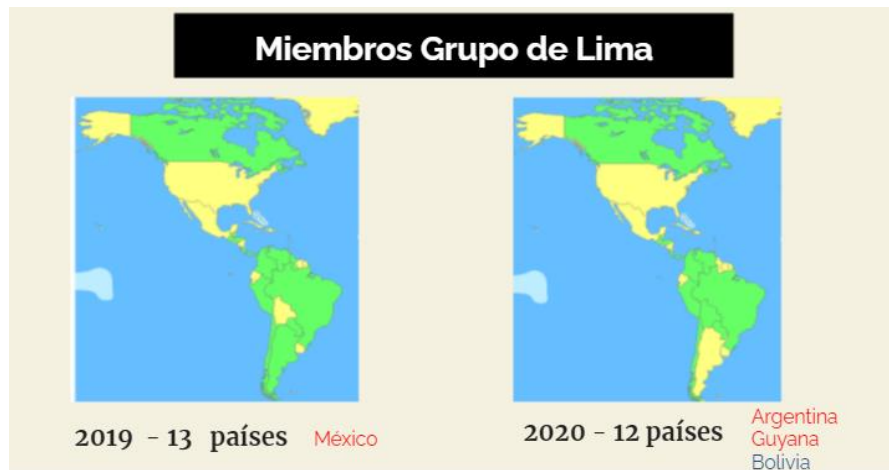 Miembros Grupo de Lima
2019 - 13 países México
2020 - 12 países
Argentina
Guyana
Bolivia